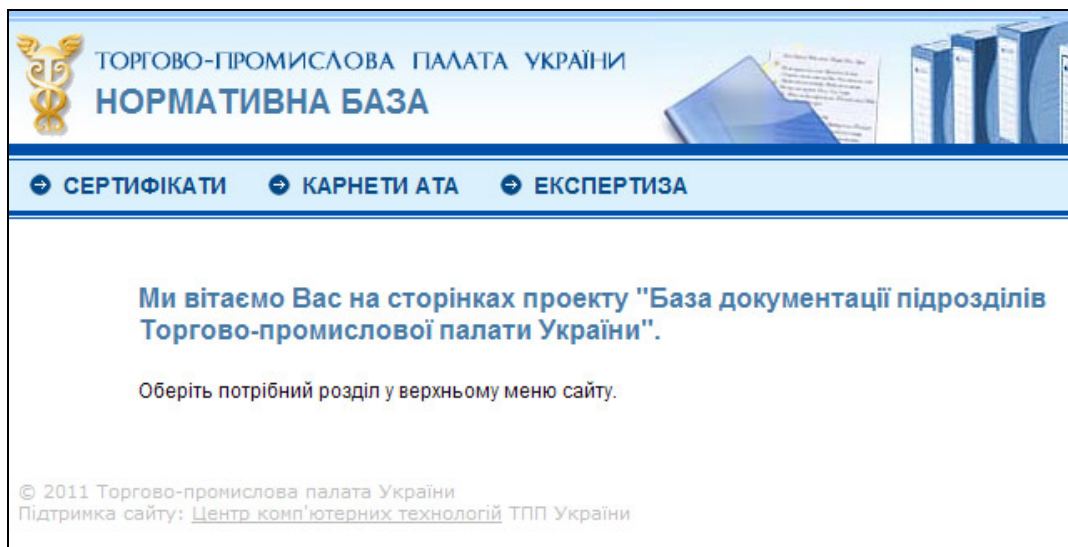 ТОРГОВО-ПРОМИСЛОВА ПАЛАТА УКРАЇНИ
НОРМАТИВНА БАЗА
СЕРТИФІКАТИ КАРНЕТИ АТА ЕКСПЕРТИЗА
Ми вітаємо Вас на сторінках проекту "База документації підрозділів
Торгово-промислової палати України".
Оберіть потрібний розділ у верхньому меню сайту.
© 2011 Торгово-промислова палата України
Підтримка сайту: Центр комп'ютерних технологій ТПП України